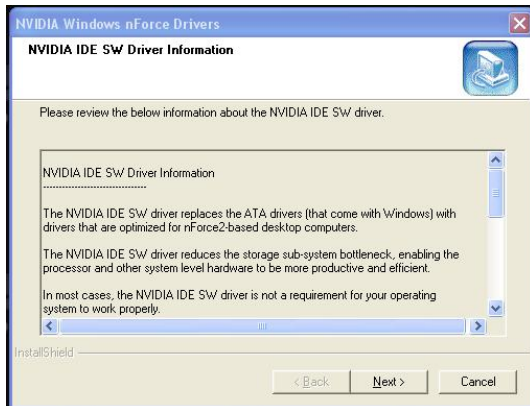 NVIDIA Windows nForce Drivers
NVIDIA IDE SW Driver Information
Please review the below information about the NVIDIA IDE SW driver.
NVIDIA IDE SW Driver Information
--------------------------------
The NVIDIA IDE SW driver replaces the ATA drivers (that come with Windows) with
drivers that are optimized for nForce2-based desktop computers.
The NVIDIA IDE SW driver reduces the storage sub-system bottleneck, enabling the
processor and other system level hardware to be more productive and efficient.
In most cases, the NVIDIA IDE SW driver is not a requirement for your operating
system to work properly.
InstallShield
< Back Next > Cancel